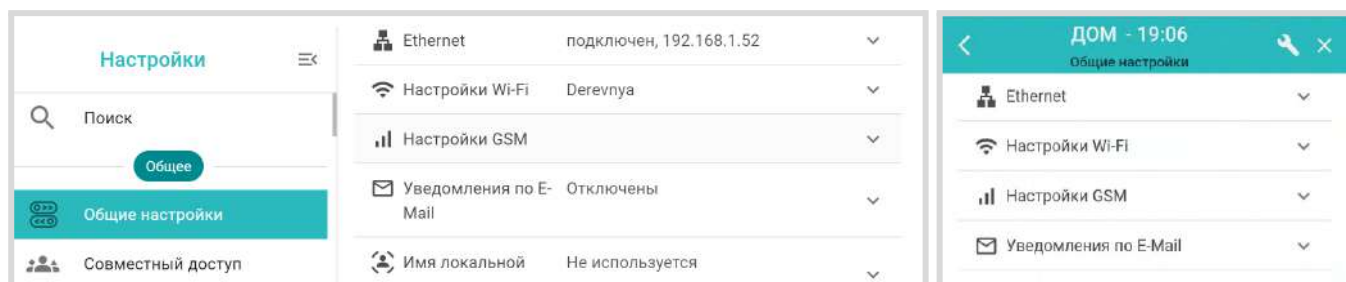 Настройки
Поиск
Общее
Общие настройки
Совместный доступ
Ethernet подключен, 192.168.1.52
Настройки Wi-Fi Derevnya
Настройки GSM
Уведомления по E- Отключены
Mail
Имя локальной Не используется
ДОМ - 19:06
Общие настройки
Ethernet
Настройки Wi-Fi
Настройки GSM
Уведомления по E-Mail